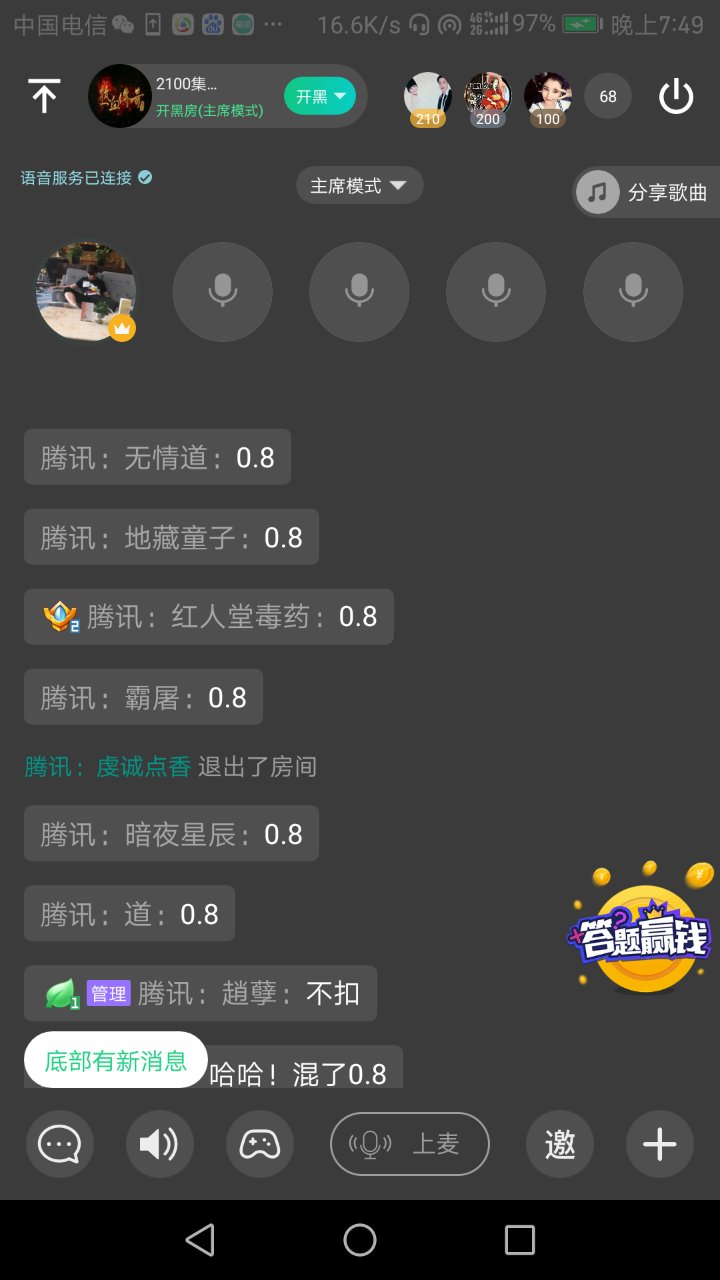 中国电信 ··· 16.6K/s 4G 2G 97% 晚上7:49
热血传奇 2100集... 开黑
开黑房(主席模式)
210 200 100 68
语音服务已连接 主席模式 分享歌曲
腾讯：无情道：0.8
腾讯：地藏童子：0.8
2 腾讯：红人堂毒药：0.8
腾讯：霸屠：0.8
腾讯：虔诚点香 退出了房间
腾讯：暗夜星辰：0.8
腾讯：道：0.8
答题赢钱
1 管理 腾讯：趙孽：不扣
底部有新消息 哈哈！混了0.8
上麦 邀